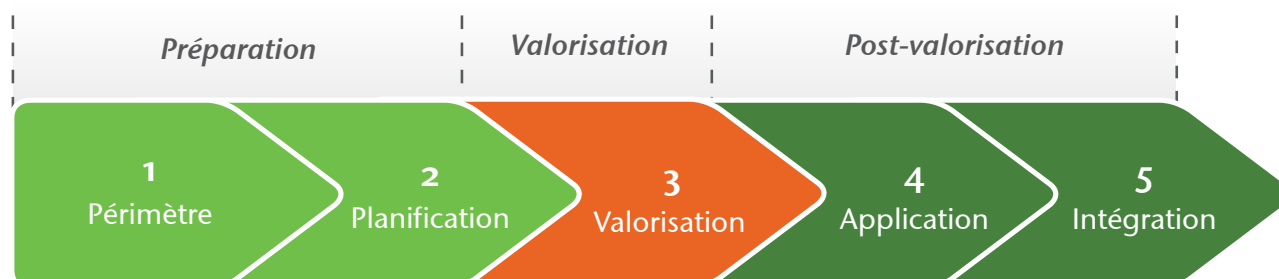 Préparation
Valorisation
Post-valorisation
1
Périmètre
2
Planification
3
Valorisation
4
Application
5
Intégration